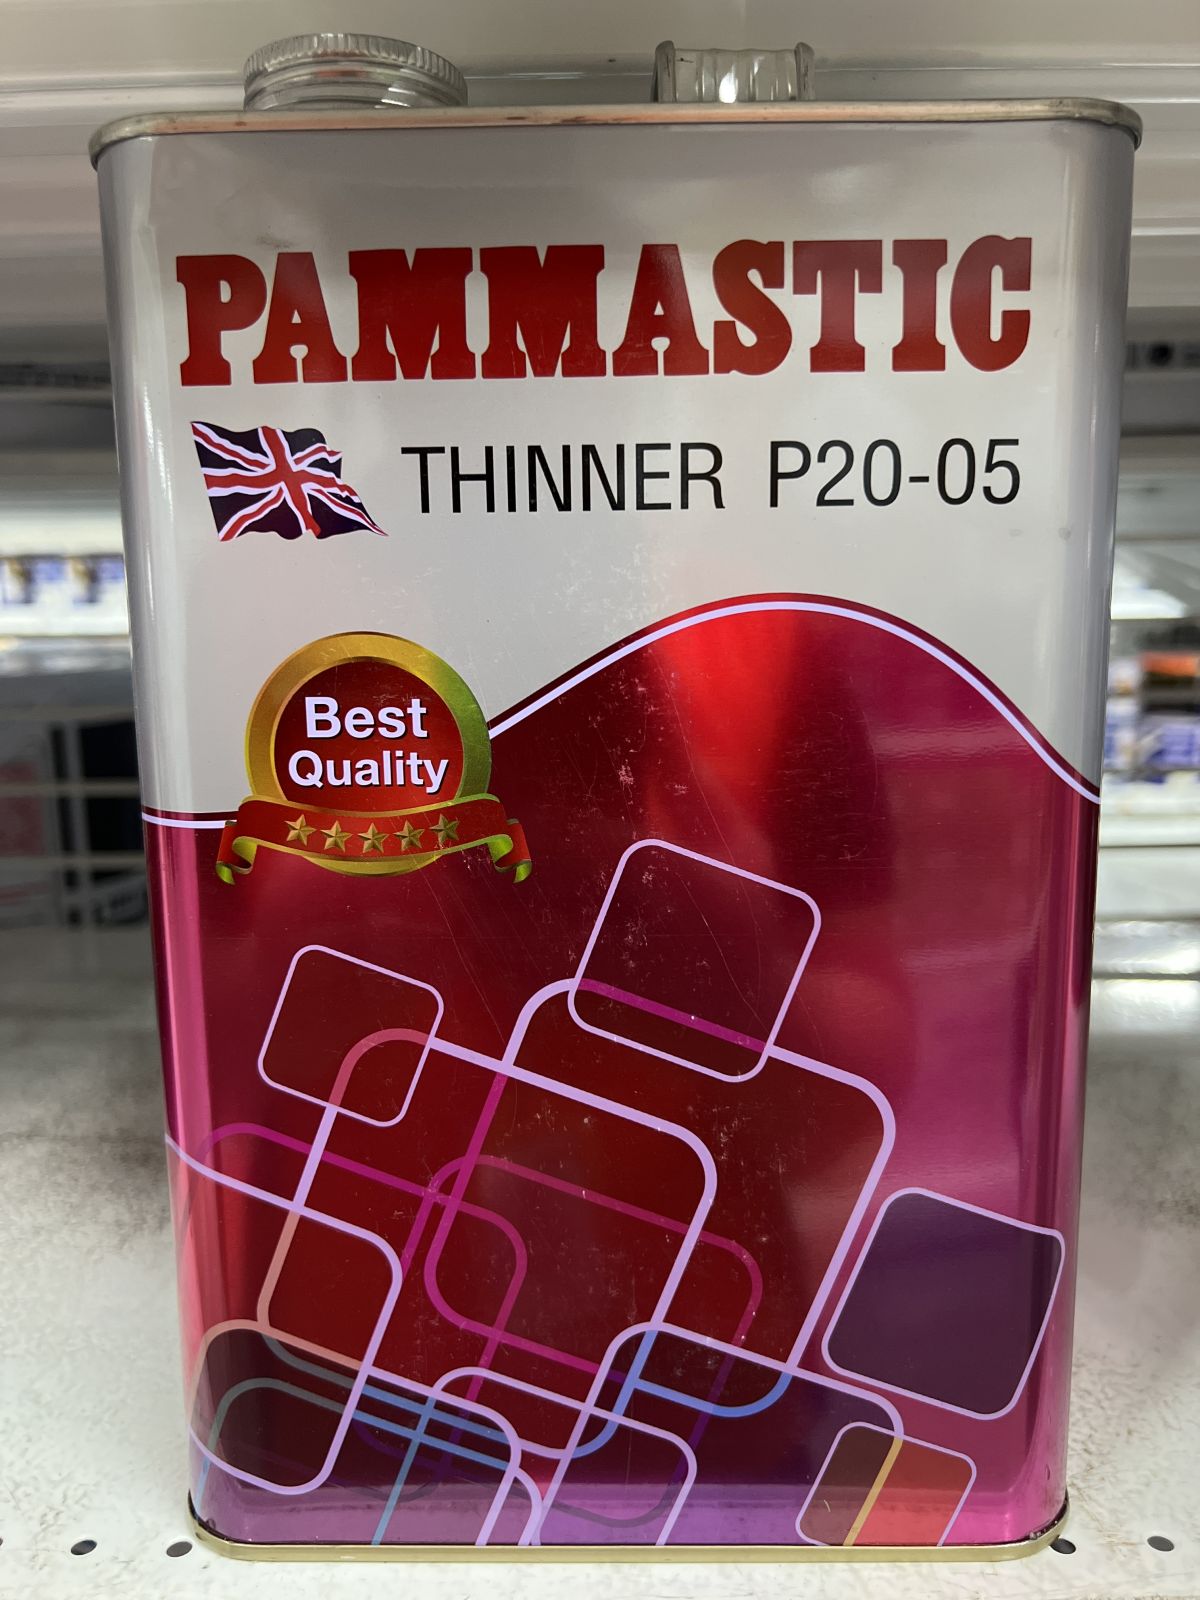 PAMMASTIC
THINNER P20-05
Best
Quality